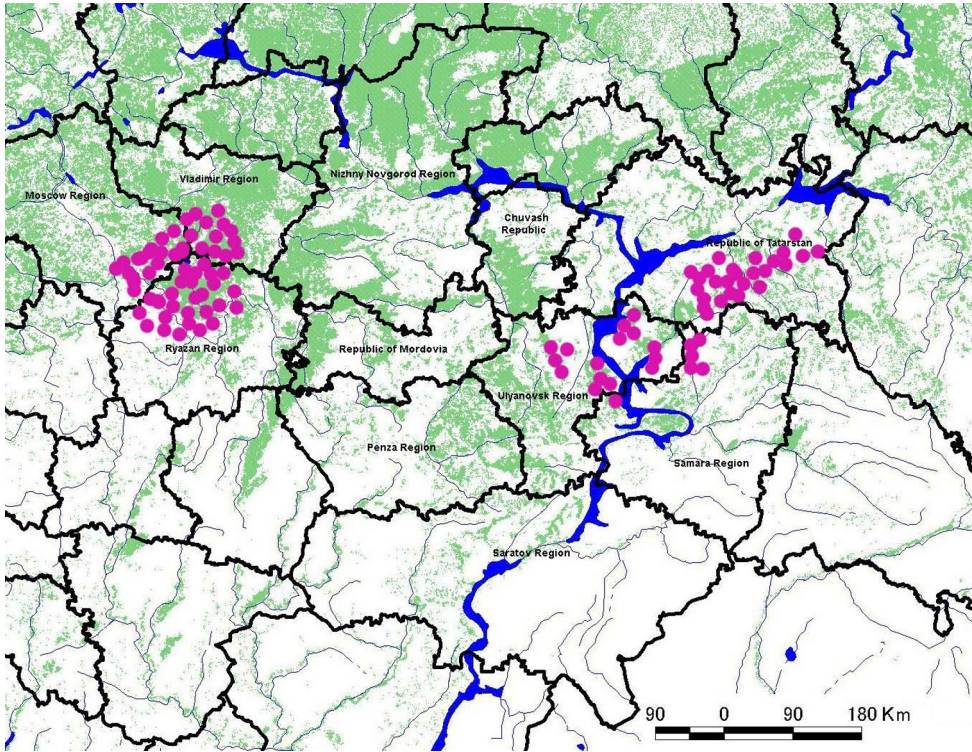 Vladimir Region
Nizhny Novgorod Region
Moscow Region
Chuvash
Republic
Republic of Tatarstan
Ryazan Region
Republic of Mordovia
Ulyanovsk Region
Penza Region
Samara Region
Saratov Region
90 0 90 180 Km